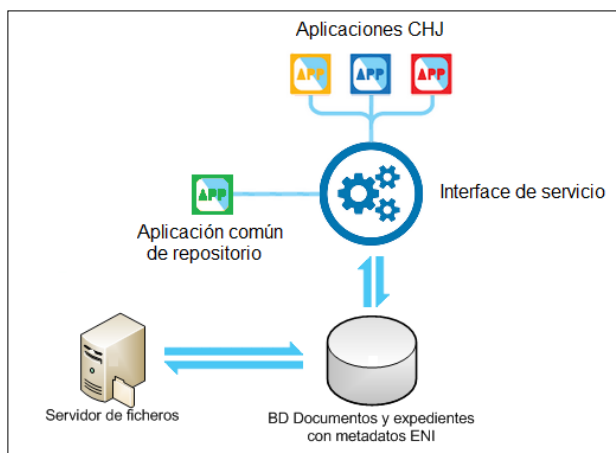 Aplicaciones CHJ
APP APP APP
Interface de servicio
APP
Aplicación común
de repositorio
Servidor de ficheros
BD Documentos y expedientes
con metadatos ENI